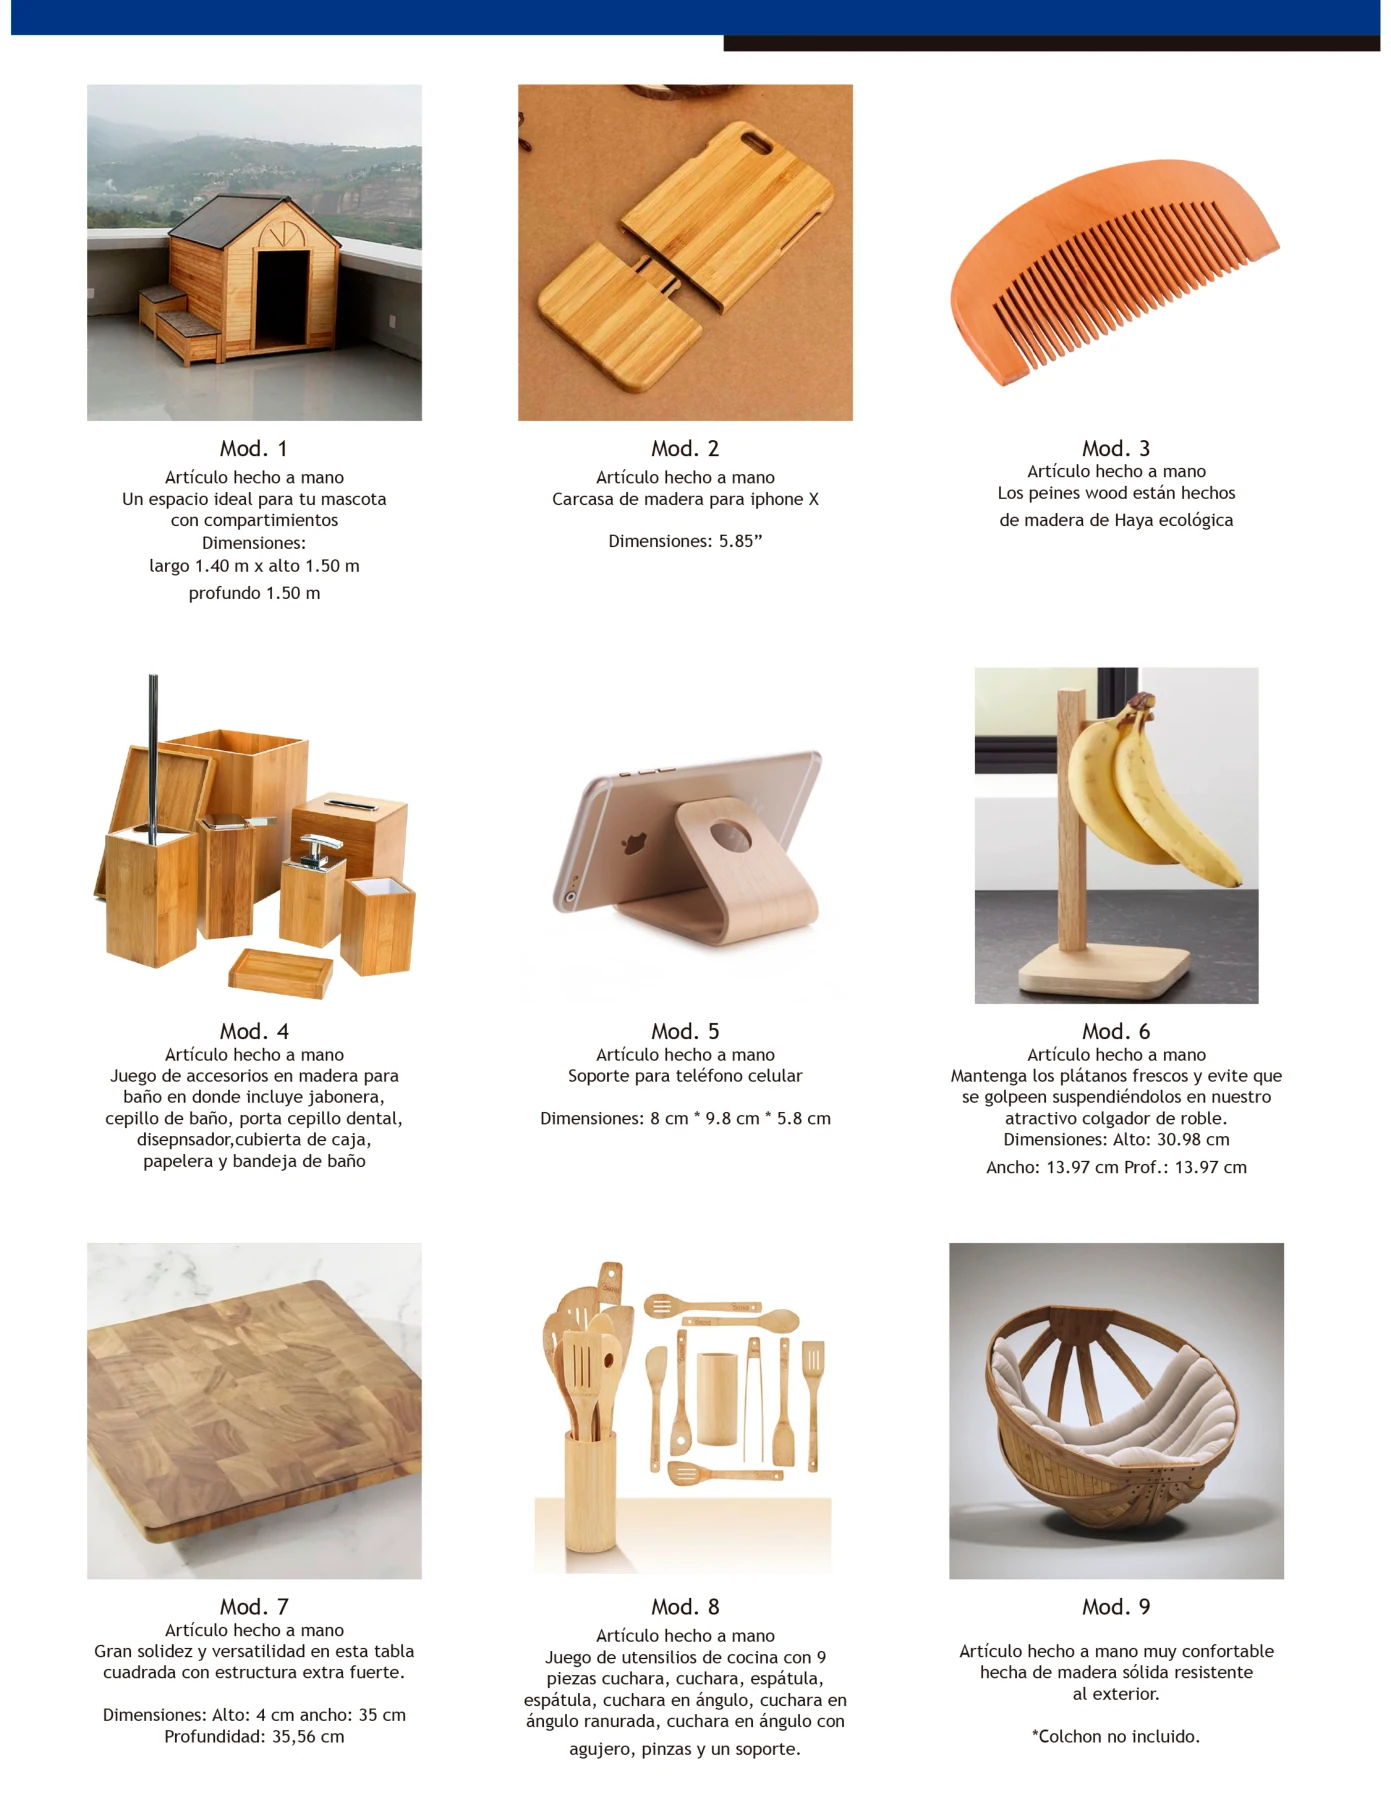 Mod. 1
Artículo hecho a mano
Un espacio ideal para tu mascota
con compartimientos
Dimensiones:
largo 1.40 m x alto 1.50 m
profundo 1.50 m
Mod. 2
Artículo hecho a mano
Carcasa de madera para iphone X
Dimensiones: 5.85”
Mod. 3
Artículo hecho a mano
Los peines wood están hechos
de madera de Haya ecológica
Mod. 4
Artículo hecho a mano
Juego de accesorios en madera para
baño en donde incluye jabonera,
cepillo de baño, porta cepillo dental,
disepnsador,cubierta de caja,
papelera y bandeja de baño
Mod. 5
Artículo hecho a mano
Soporte para teléfono celular
Dimensiones: 8 cm * 9.8 cm * 5.8 cm
Mod. 6
Artículo hecho a mano
Mantenga los plátanos frescos y evite que
se golpeen suspendiéndolos en nuestro
atractivo colgador de roble.
Dimensiones: Alto: 30.98 cm
Ancho: 13.97 cm Prof.: 13.97 cm
Mod. 7
Artículo hecho a mano
Gran solidez y versatilidad en esta tabla
cuadrada con estructura extra fuerte.
Dimensiones: Alto: 4 cm ancho: 35 cm
Profundidad: 35,56 cm
Mod. 8
Artículo hecho a mano
Juego de utensilios de cocina con 9
piezas cuchara, cuchara, espátula,
espátula, cuchara en ángulo, cuchara en
ángulo ranurada, cuchara en ángulo con
agujero, pinzas y un soporte.
Mod. 9
Artículo hecho a mano muy confortable
hecha de madera sólida resistente
al exterior.
*Colchon no incluido.